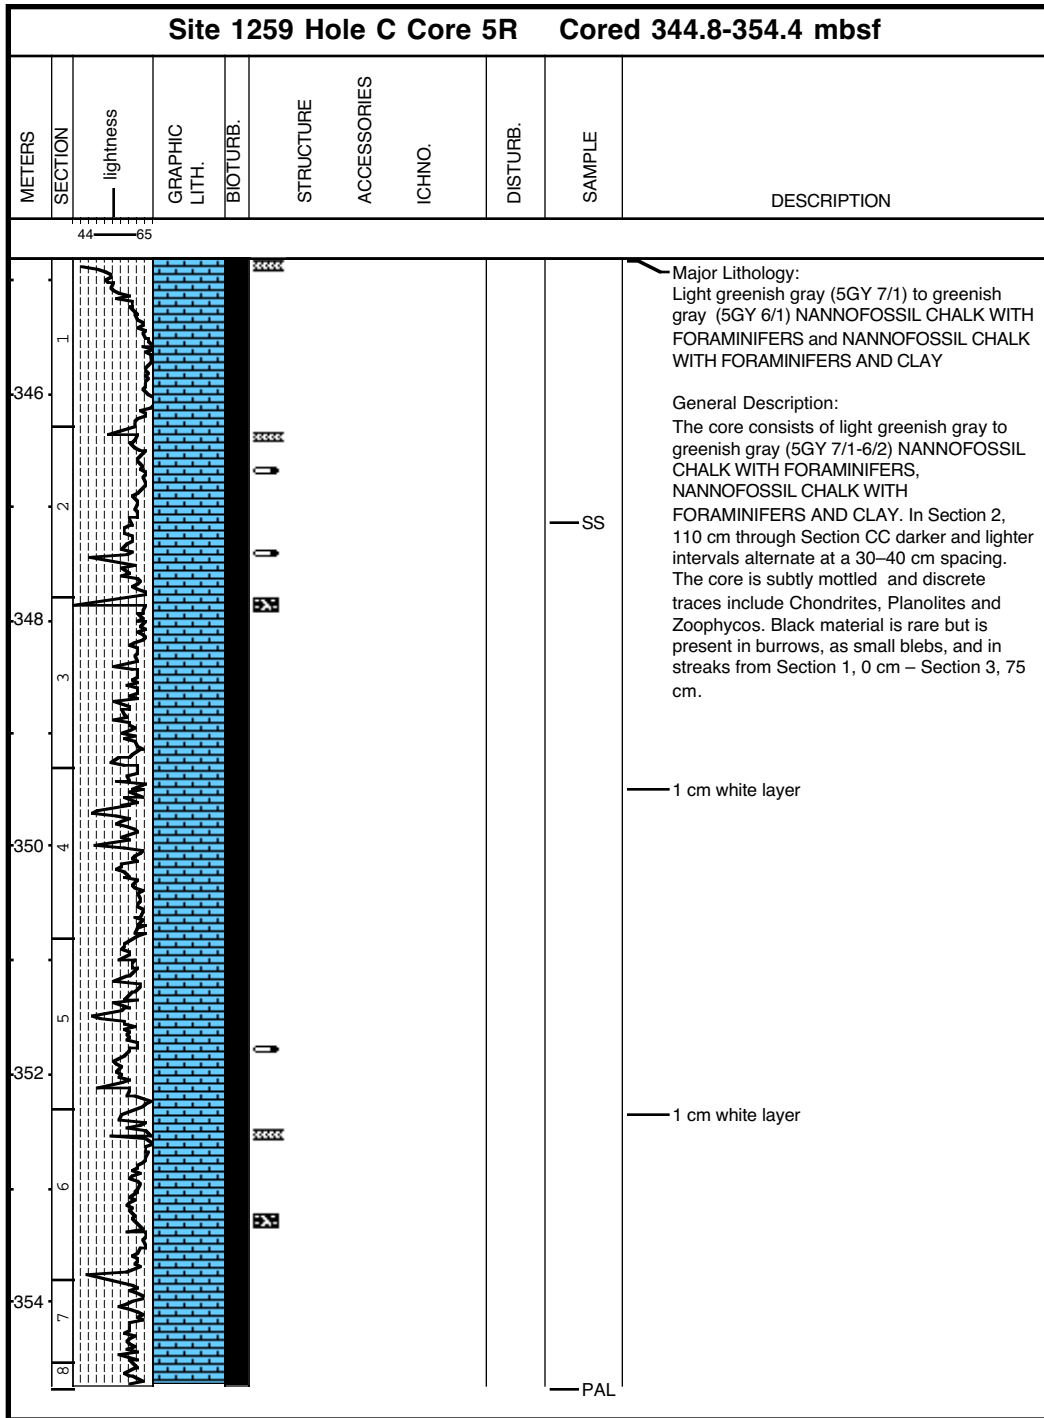 Site 1259 Hole C Core 5R Cored 344.8-354.4 mbsf
METERS
SECTION
lightness
GRAPHIC
LITH.
BIOTURB.
STRUCTURE
ACCESSORIES
ICHNO.
DISTURB.
SAMPLE
DESCRIPTION
44 65
Major Lithology:
Light greenish gray (5GY 7/1) to greenish
gray (5GY 6/1) NANNOFOSSIL CHALK WITH
FORAMINIFERS and NANNOFOSSIL CHALK
WITH FORAMINIFERS AND CLAY
General Description:
The core consists of light greenish gray to
greenish gray (5GY 7/1-6/2) NANNOFOSSIL
CHALK WITH FORAMINIFERS,
NANNOFOSSIL CHALK WITH
FORAMINIFERS AND CLAY. In Section 2,
110 cm through Section CC darker and lighter
intervals alternate at a 30–40 cm spacing.
The core is subtly mottled and discrete
traces include Chondrites, Planolites and
Zoophycos. Black material is rare but is
present in burrows, as small blebs, and in
streaks from Section 1, 0 cm – Section 3, 75
cm.
1
346
2
SS
348
3
1 cm white layer
350
4
5
352
1 cm white layer
6
354
7
8
PAL